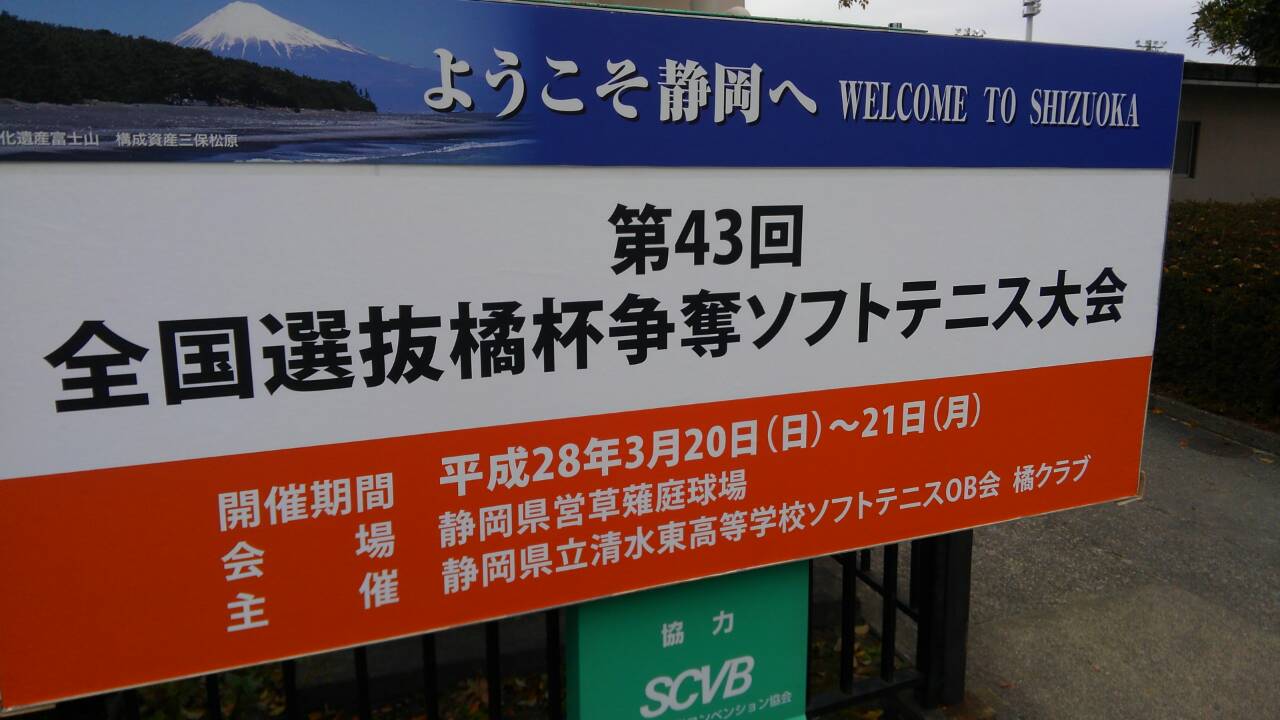 ようこそ静岡へ WELCOME TO SHIZUOKA
化遺産富士山 構成資産三保松原
第43回
全国選抜橘杯争奪ソフトテニス大会
開催期間 平成28年3月20日(日)~21日(月)
会場 静岡県営草薙庭球場
主催 静岡県立清水東高等学校ソフトテニスOB会 橘クラブ
協力
SCVB
コンベンション協会